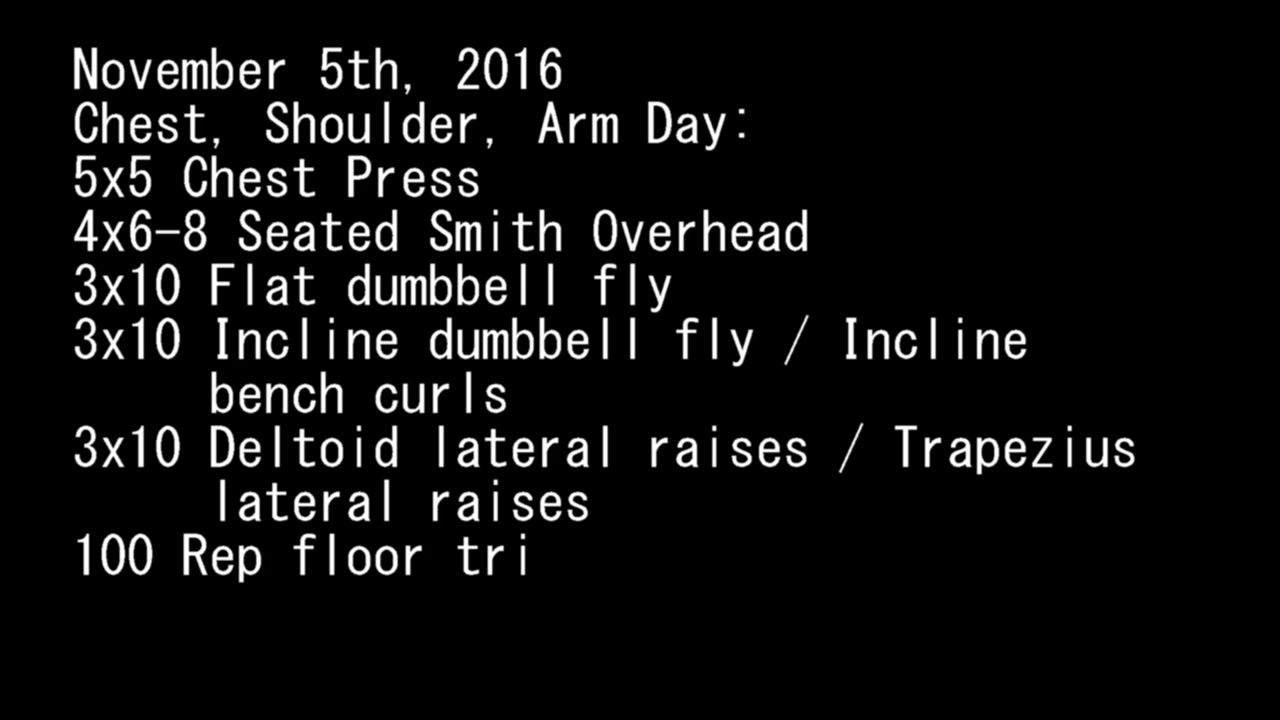 November 5th, 2016
Chest, Shoulder, Arm Day:
5x5 Chest Press
4x6-8 Seated Smith Overhead
3x10 Flat dumbbell fly
3x10 Incline dumbbell fly / Incline
bench curls
3x10 Deltoid lateral raises / Trapezius
lateral raises
100 Rep floor tri